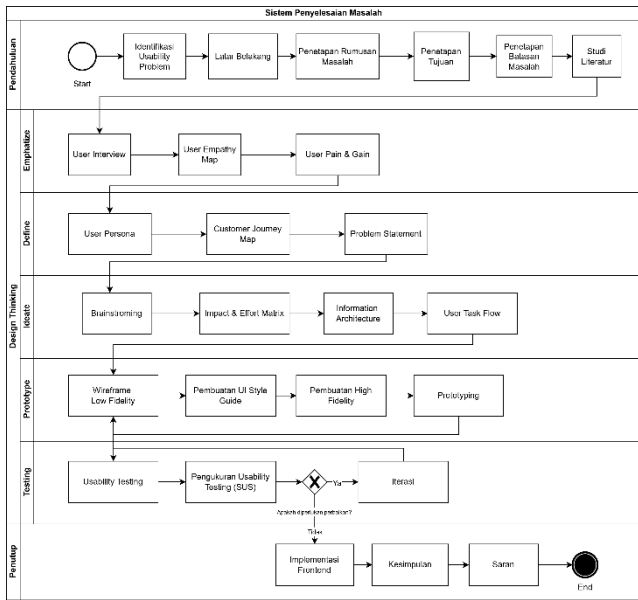 Sistem Penyelesaian Masalah
Pendahuluan
Start
Identifikasi
Usability
Problem
Latar Belakang
Penetapan Rumusan
Masalah
Penetapan
Tujuan
Penetapan
Batasan
Masalah
Studi
Literatur
Design Thinking
Emphatize
User Interview
User Empathy
Map
User Pain & Gain
Define
User Persona
Customer Journey
Map
Problem Statement
Ideate
Brainstroming
Impact & Effort Matrix
Information
Architecture
User Task Flow
Prototype
Wireframe
Low Fidelity
Pembuatan UI Style
Guide
Pembuatan High
Fidelity
Prototyping
Testing
Usability Testing
Pengukuran Usability
Testing (SUS)
Ya
Iterasi
Apakah diperlukan perbaikan?
Tidak
Penutup
Implementasi
Frontend
Kesimpulan
Saran
End